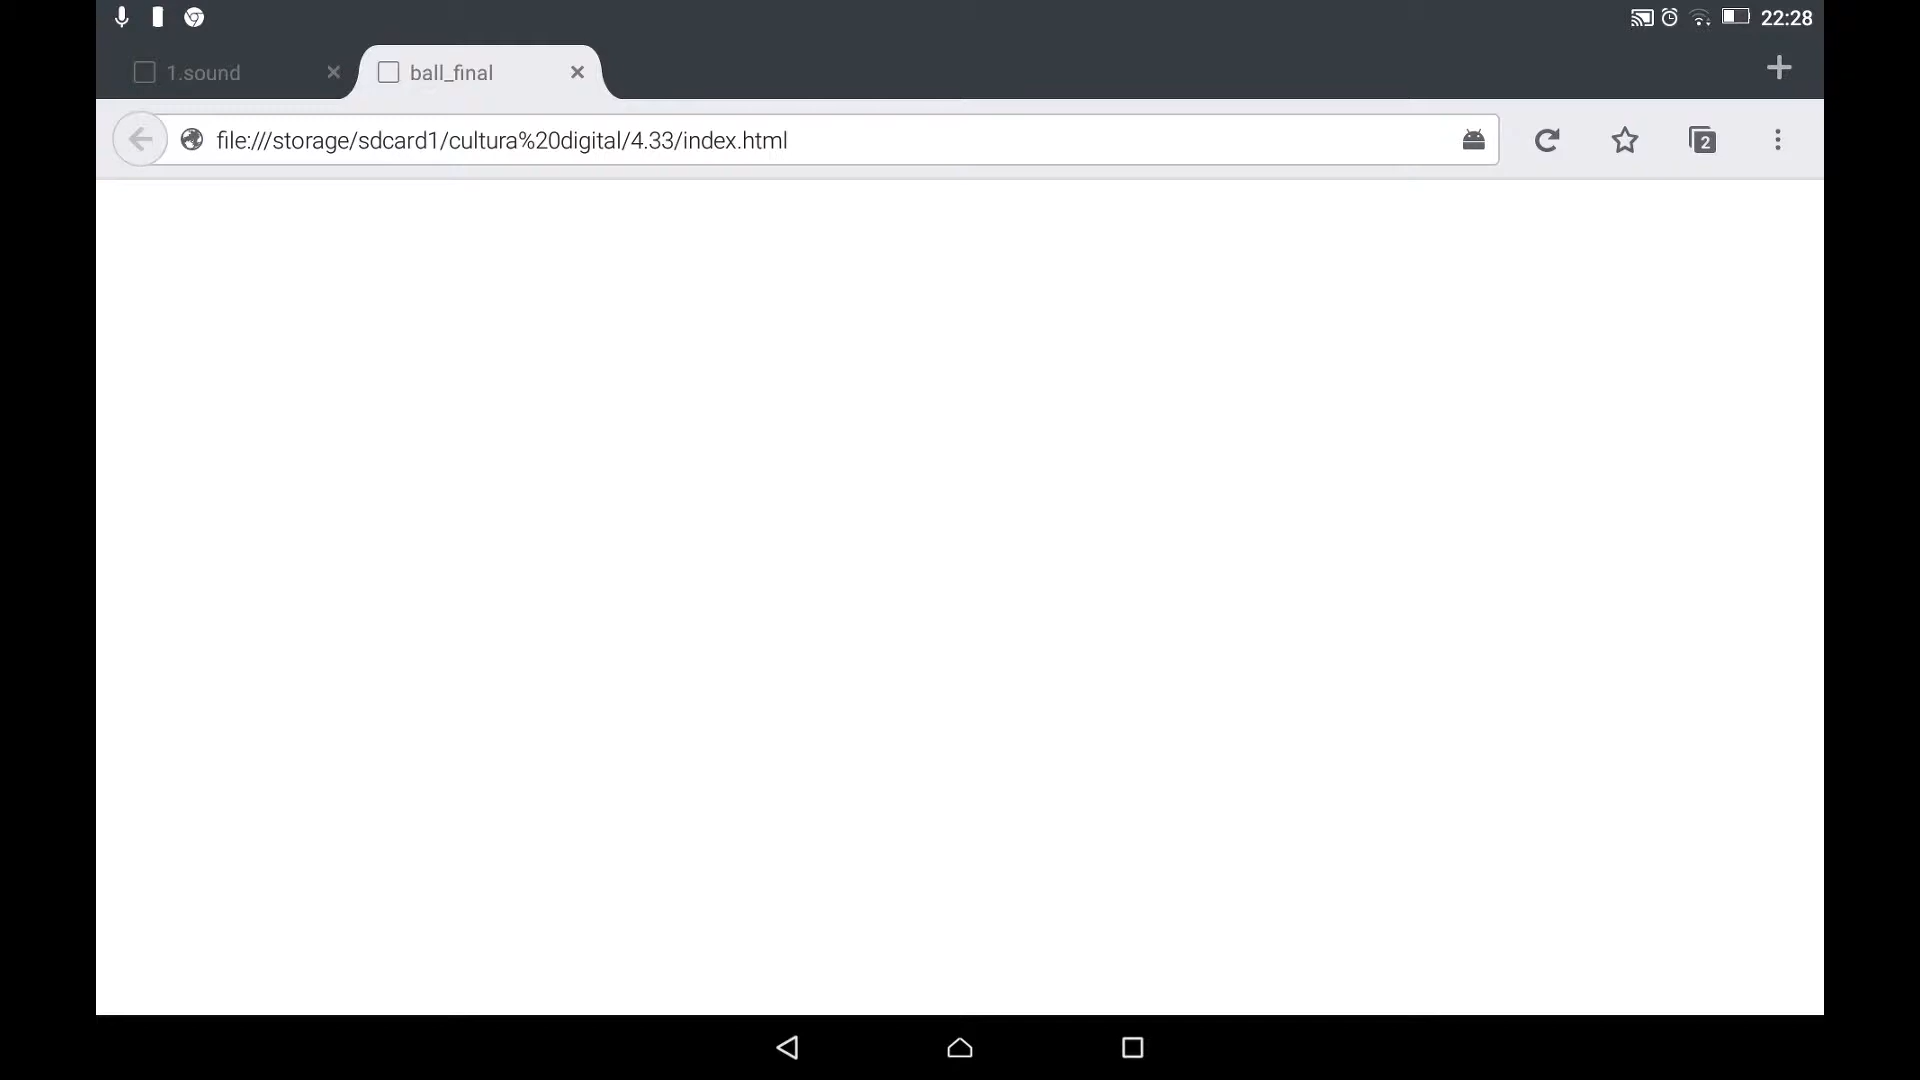 22:28
1.sound
ball_final
file:///storage/sdcard1/cultura%20digital/4.33/index.html
2